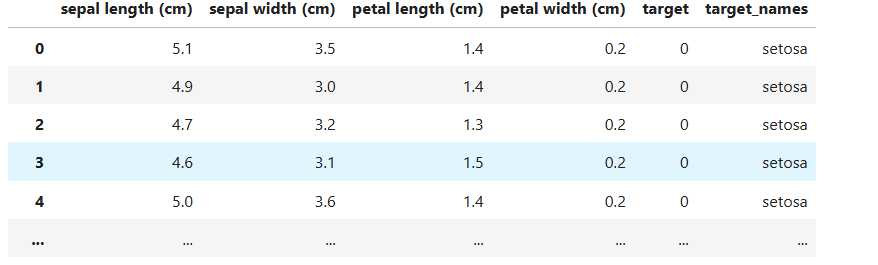 sepal length (cm) sepal width (cm) petal length (cm) petal width (cm) target target_names
0 5.1 3.5 1.4 0.2 0 setosa
1 4.9 3.0 1.4 0.2 0 setosa
2 4.7 3.2 1.3 0.2 0 setosa
3 4.6 3.1 1.5 0.2 0 setosa
4 5.0 3.6 1.4 0.2 0 setosa
... ... ... ... ... ... ...